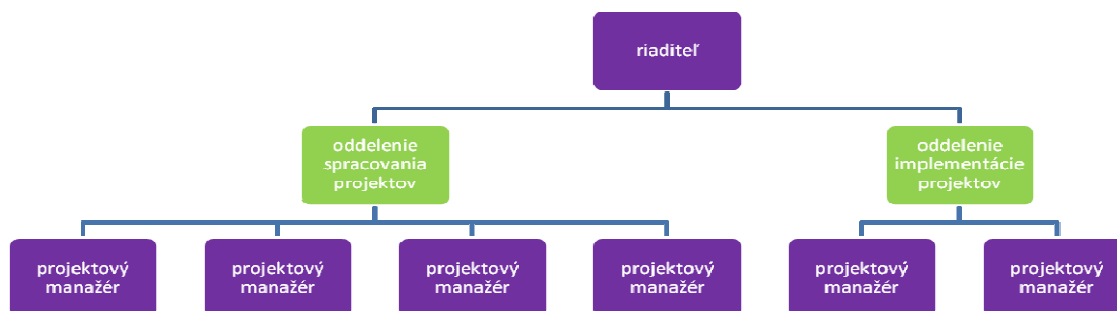 riaditeľ
oddelenie
spracovania
projektov
oddelenie
implementácie
projektov
projektový
manažér
projektový
manažér
projektový
manažér
projektový
manažér
projektový
manažér
projektový
manažér